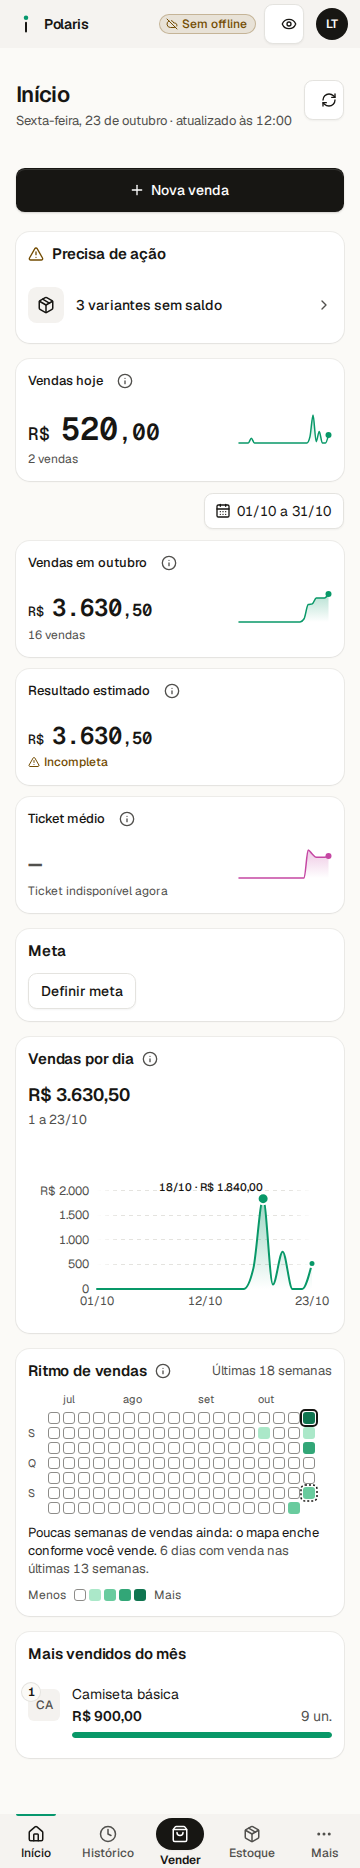 Polaris
Sem offline
LT
Início
Sexta-feira, 23 de outubro · atualizado às 12:00
Nova venda
Precisa de ação
3 variantes sem saldo
Vendas hoje
R$ 520,00
2 vendas
01/10 a 31/10
Vendas em outubro
R$ 3.630,50
16 vendas
Resultado estimado
R$ 3.630,50
Incompleta
Ticket médio
–
Ticket indisponível agora
Meta
Definir meta
Vendas por dia
R$ 3.630,50
1 a 23/10
18/10 · R$ 1.840,00
R$ 2.000
1.500
1.000
500
0
01/10 12/10 23/10
Ritmo de vendas Últimas 18 semanas
jul ago set out
S
Q
S
Poucas semanas de vendas ainda: o mapa enche
conforme você vende. 6 dias com venda nas
últimas 13 semanas.
Menos Mais
Mais vendidos do mês
1
CA
Camiseta básica
R$ 900,00 9 un.
Início Histórico Vender Estoque Mais